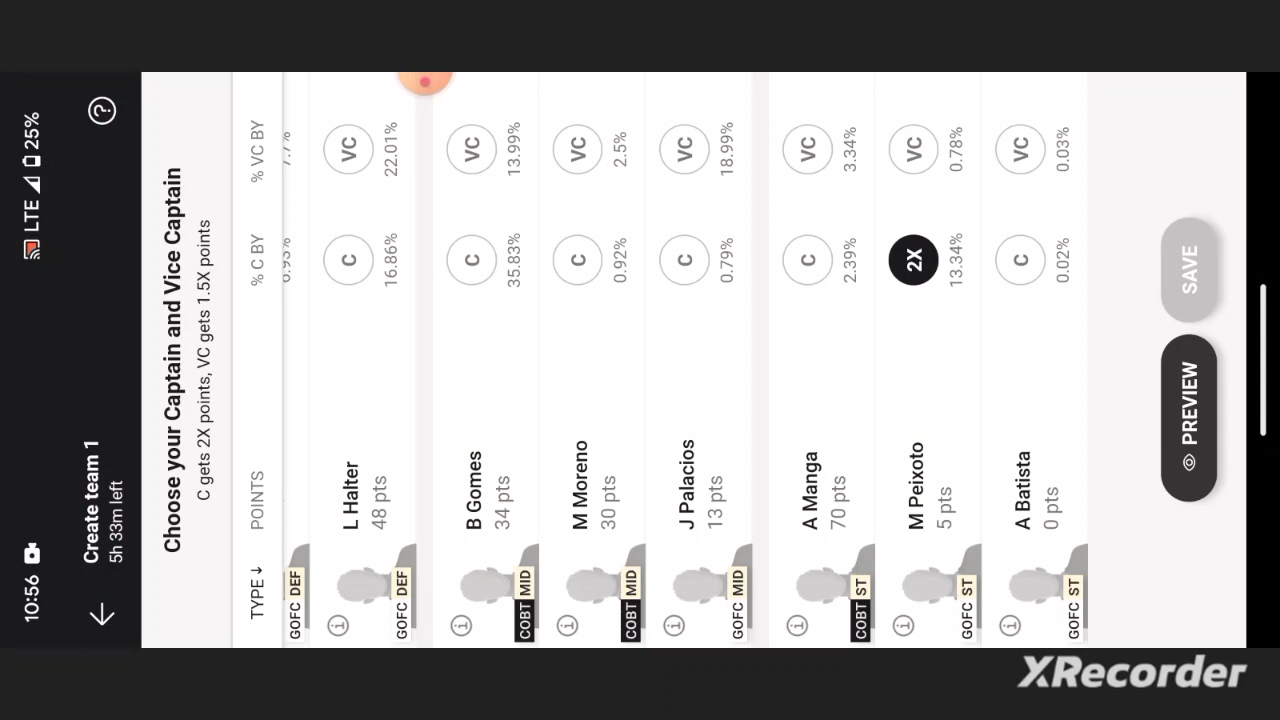 10:56 LTE 25%
Create team 1
5h 33m left
Choose your Captain and Vice Captain
C gets 2X points, VC gets 1.5X points
TYPE ↓ POINTS % C BY % VC BY
GOFC DEF 7.7%
L Halter
48 pts
C 16.86%
VC 22.01%
GOFC DEF
B Gomes
34 pts
C 35.83%
VC 13.99%
COBT MID
M Moreno
30 pts
C 0.92%
VC 2.5%
COBT MID
J Palacios
13 pts
C 0.79%
VC 18.99%
GOFC MID
A Manga
70 pts
C 2.39%
VC 3.34%
COBT ST
M Peixoto
5 pts
2X 13.34%
VC 0.78%
GOFC ST
A Batista
0 pts
C 0.02%
VC 0.03%
GOFC ST
PREVIEW SAVE
XRecorder